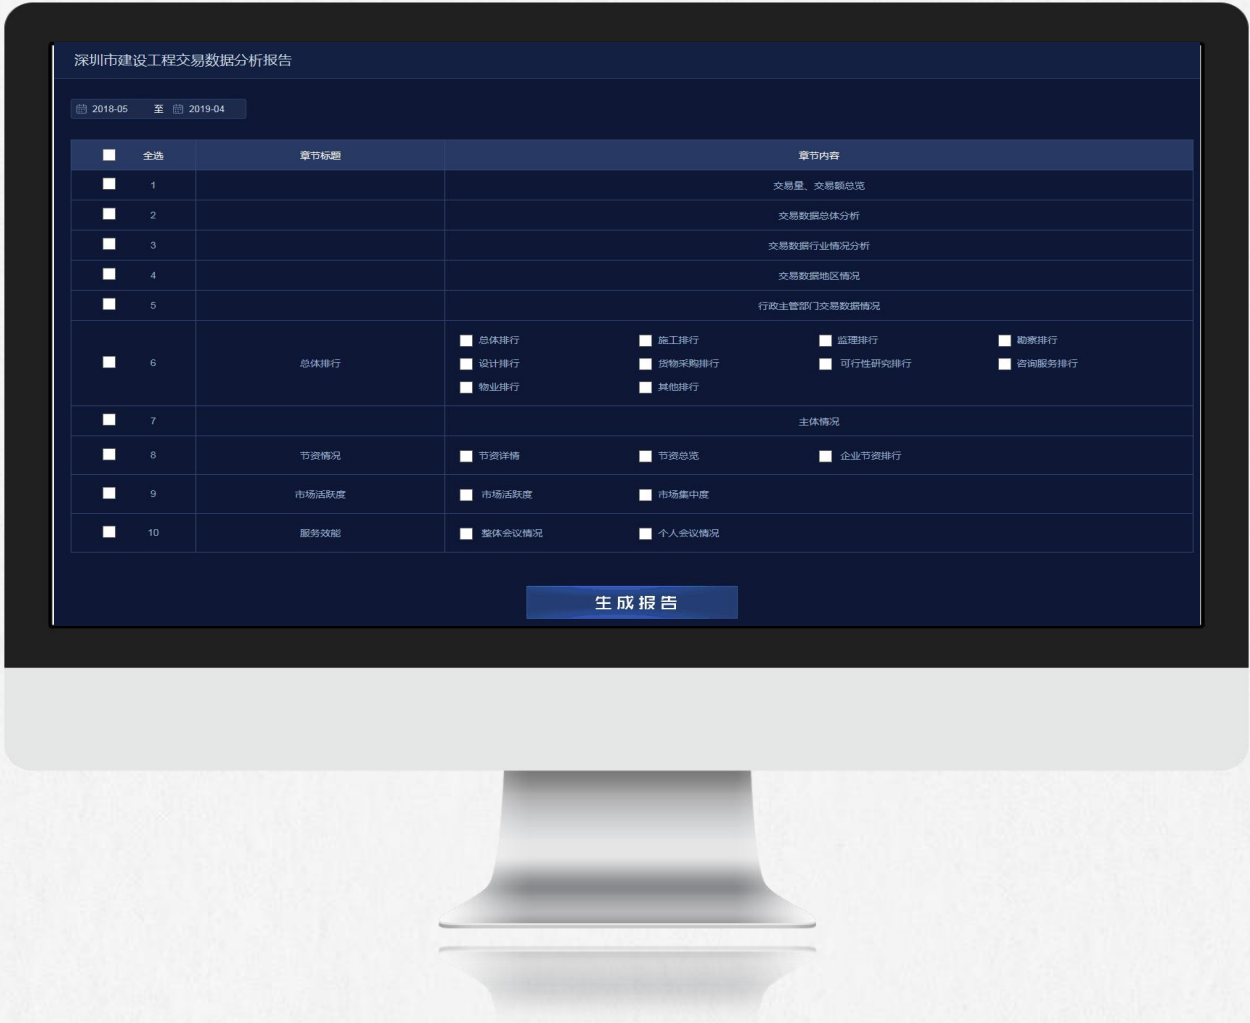 深圳市建设工程交易数据分析报告
2018-05 至 2019-04
全选 章节标题 章节内容
1 交易量、交易额总览
2 交易数据总体分析
3 交易数据行业情况分析
4 交易数据地区情况
5 行政主管部门交易数据情况
总体排行 施工排行 监理排行 勘察排行
6 总体排行 设计排行 货物采购排行 可行性研究排行 咨询服务排行
物业排行 其他排行
7 主体情况
8 节资情况 节资详情 节资总览 企业节资排行
9 市场活跃度 市场活跃度 市场集中度
10 服务效能 整体会议情况 个人会议情况
生成报告